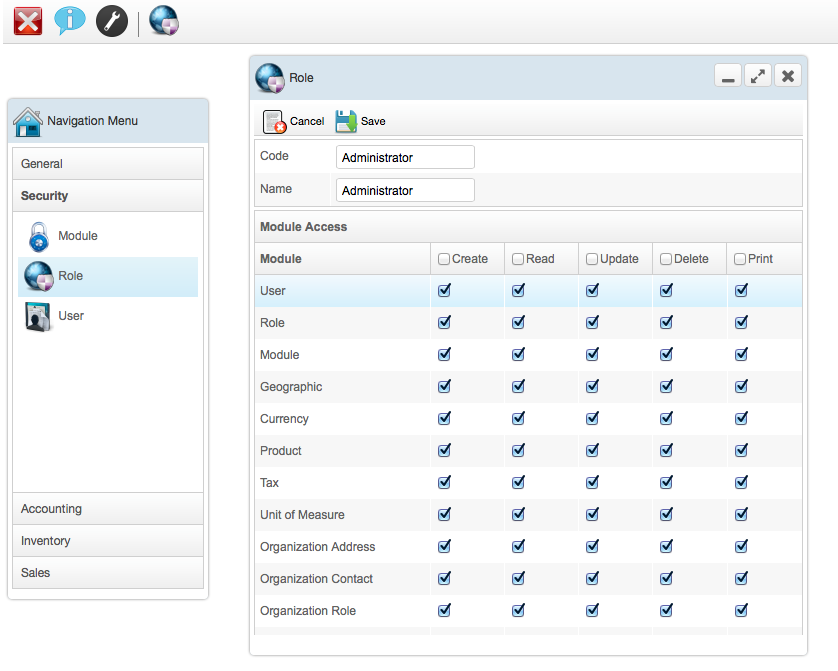 Navigation Menu
General
Security
Module
Role
User
Accounting
Inventory
Sales
Role
Cancel Save
Code Administrator
Name Administrator
Module Access
Module Create Read Update Delete Print
User
Role
Module
Geographic
Currency
Product
Tax
Unit of Measure
Organization Address
Organization Contact
Organization Role